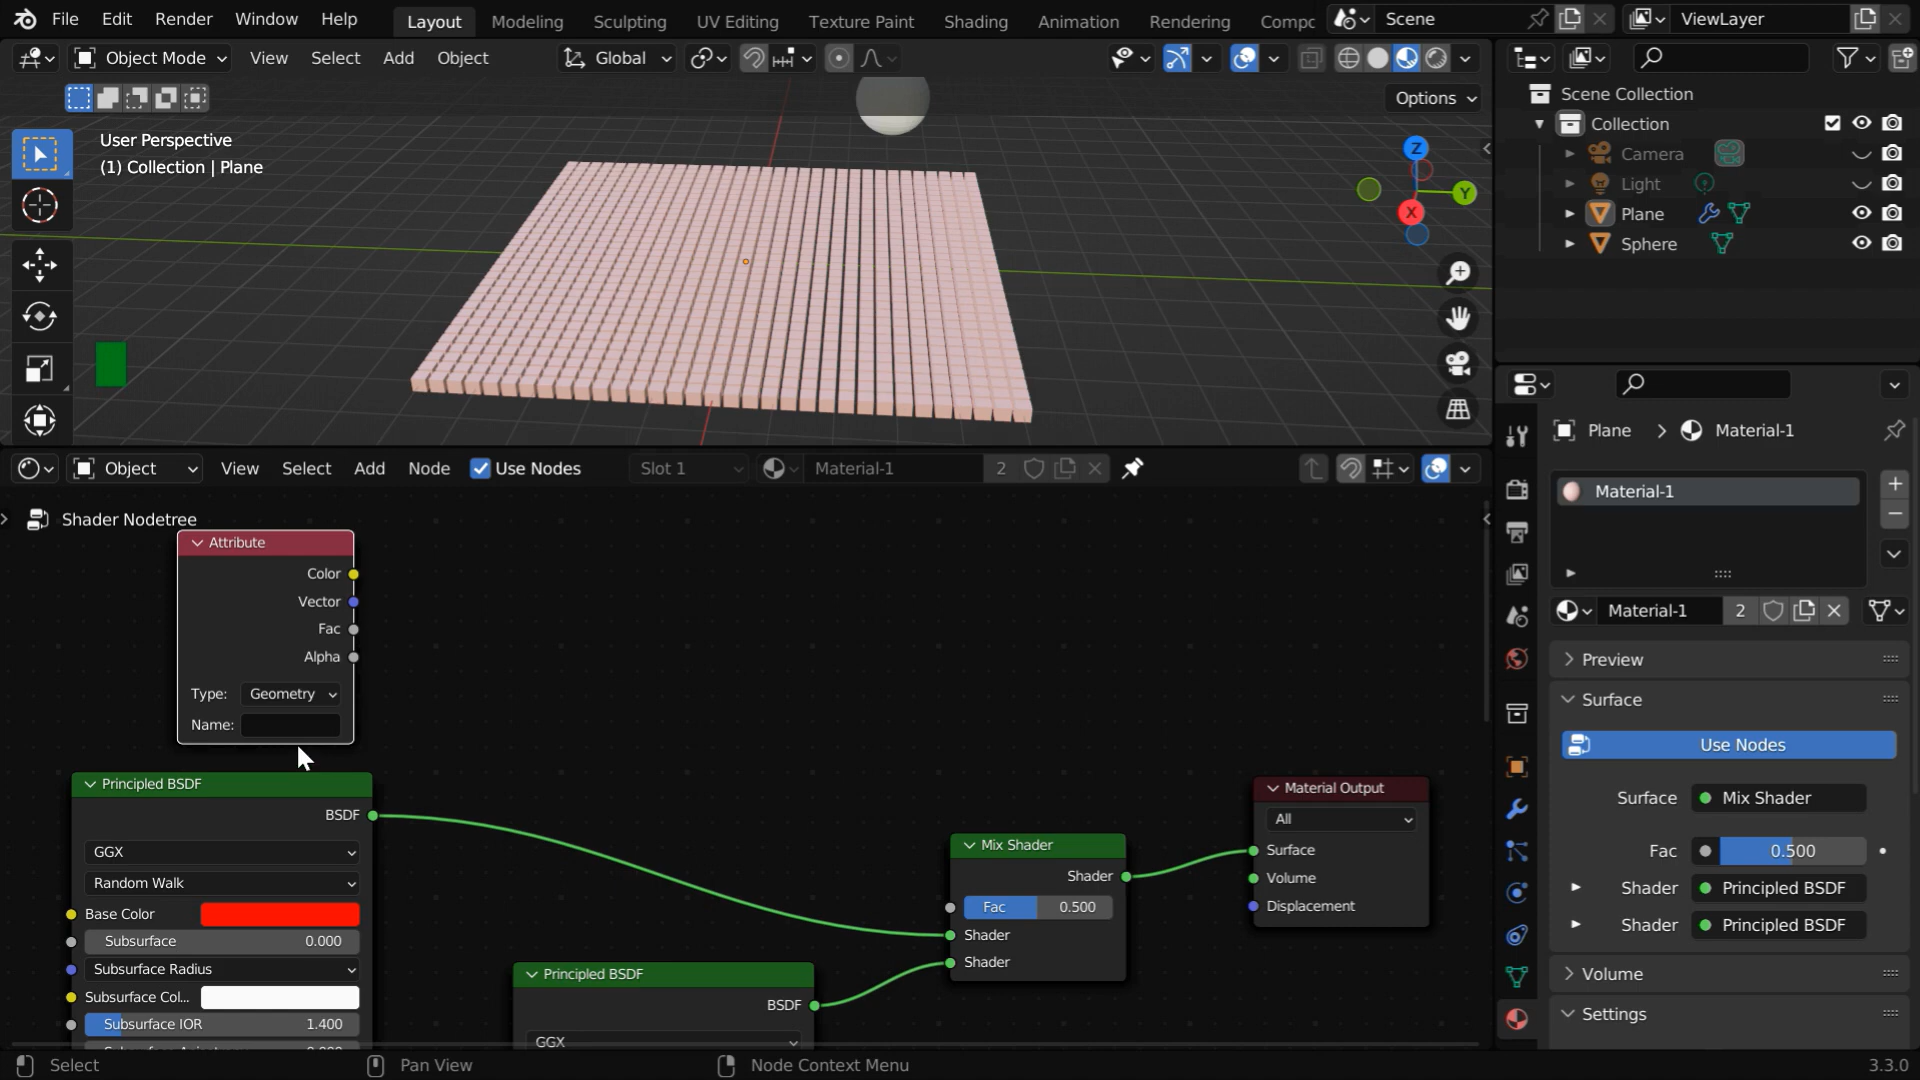 File Edit Render Window Help Layout Modeling Sculpting UV Editing Texture Paint Shading Animation Rendering Compc Scene ViewLayer
Object Mode View Select Add Object Global
Options
User Perspective
(1) Collection | Plane
Z
Y
X
Scene Collection
Collection
Camera
Light
Plane
Sphere
Object View Select Add Node Use Nodes Slot 1 Material-1 2
Shader Nodetree
Attribute
Color
Vector
Fac
Alpha
Type: Geometry
Name:
Principled BSDF
BSDF
GGX
Random Walk
Base Color
Subsurface 0.000
Subsurface Radius
Subsurface Col...
Subsurface IOR 1.400
Principled BSDF
BSDF
GGX
Mix Shader
Shader
Fac 0.500
Shader
Shader
Material Output
All
Surface
Volume
Displacement
Plane Material-1
Material-1
Material-1 2
Preview
Surface
Use Nodes
Surface Mix Shader
Fac 0.500
Shader Principled BSDF
Shader Principled BSDF
Volume
Settings
Select Pan View Node Context Menu 3.3.0